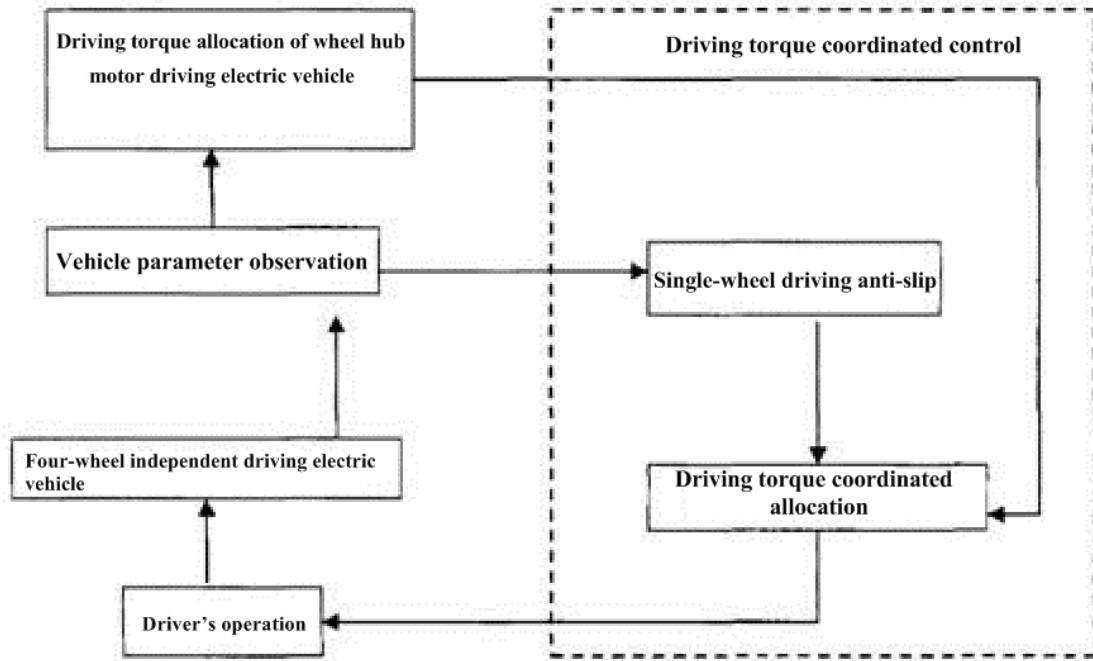 Driving torque allocation of wheel hub
motor driving electric vehicle
Driving torque coordinated control
Vehicle parameter observation
Single-wheel driving anti-slip
Four-wheel independent driving electric
vehicle
Driving torque coordinated
allocation
Driver’s operation